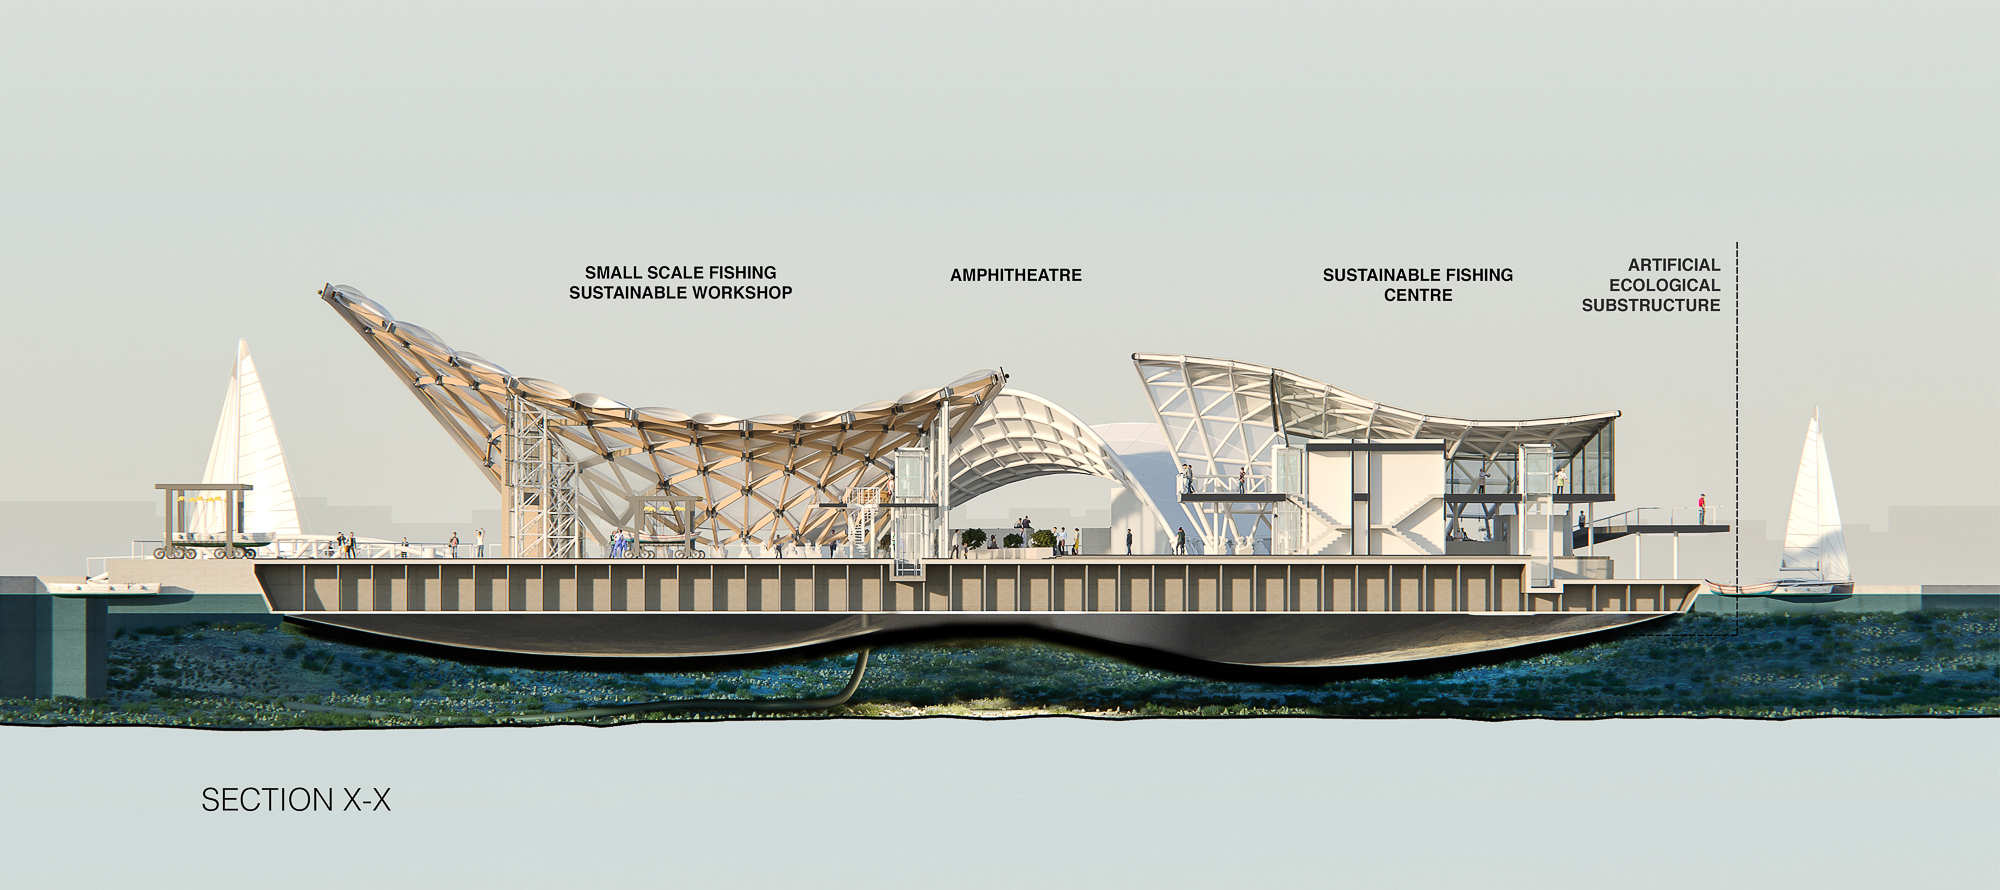 SMALL SCALE FISHING
SUSTAINABLE WORKSHOP
AMPHITHEATRE
SUSTAINABLE FISHING
CENTRE
ARTIFICIAL
ECOLOGICAL
SUBSTRUCTURE
SECTION X-X